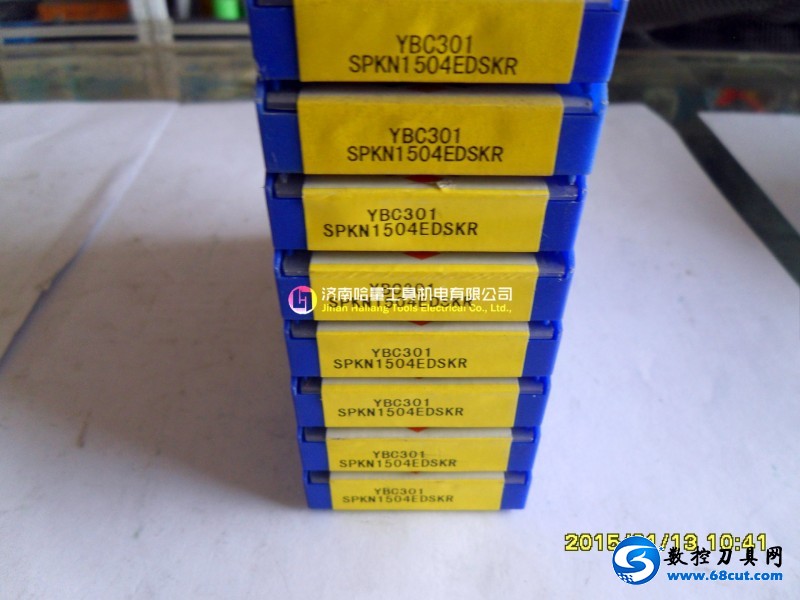 YBC301
SPKN1504EDSKR
YBC301
SPKN1504EDSKR
YBC301
SPKN1504EDSKR
YBC301
SPKN1504EDSKR
济南哈量工具机电有限公司
Jinan Haliang Tools Electrical Co., Ltd.,
YBC301
SPKN1504EDSKR
YBC301
SPKN1504EDSKR
YBC301
SPKN1504EDSKR
YBC301
SPKN1504EDSKR
2015/01/13 10:41
数控刀具网
www.68cut.com